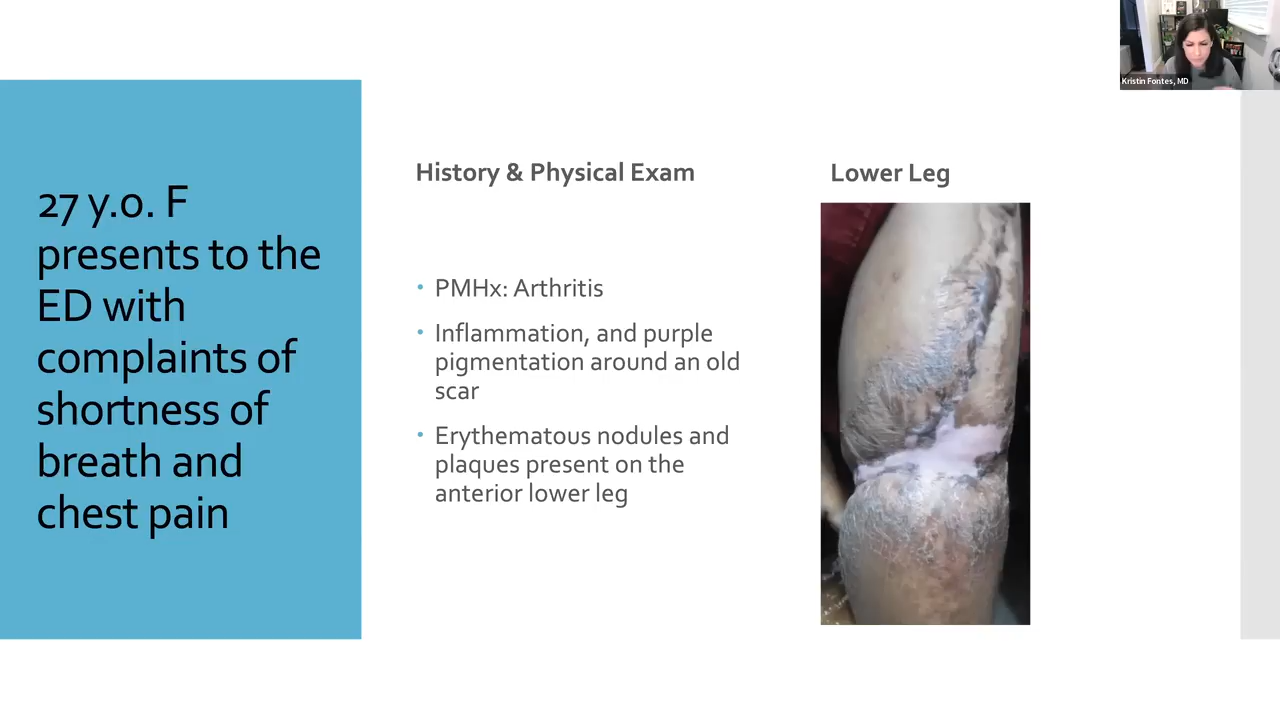 Kristin Fontes, MD
27 y.o. F
presents to the
ED with
complaints of
shortness of
breath and
chest pain
History & Physical Exam
• PMHx: Arthritis
• Inflammation, and purple
pigmentation around an old
scar
• Erythematous nodules and
plaques present on the
anterior lower leg
Lower Leg